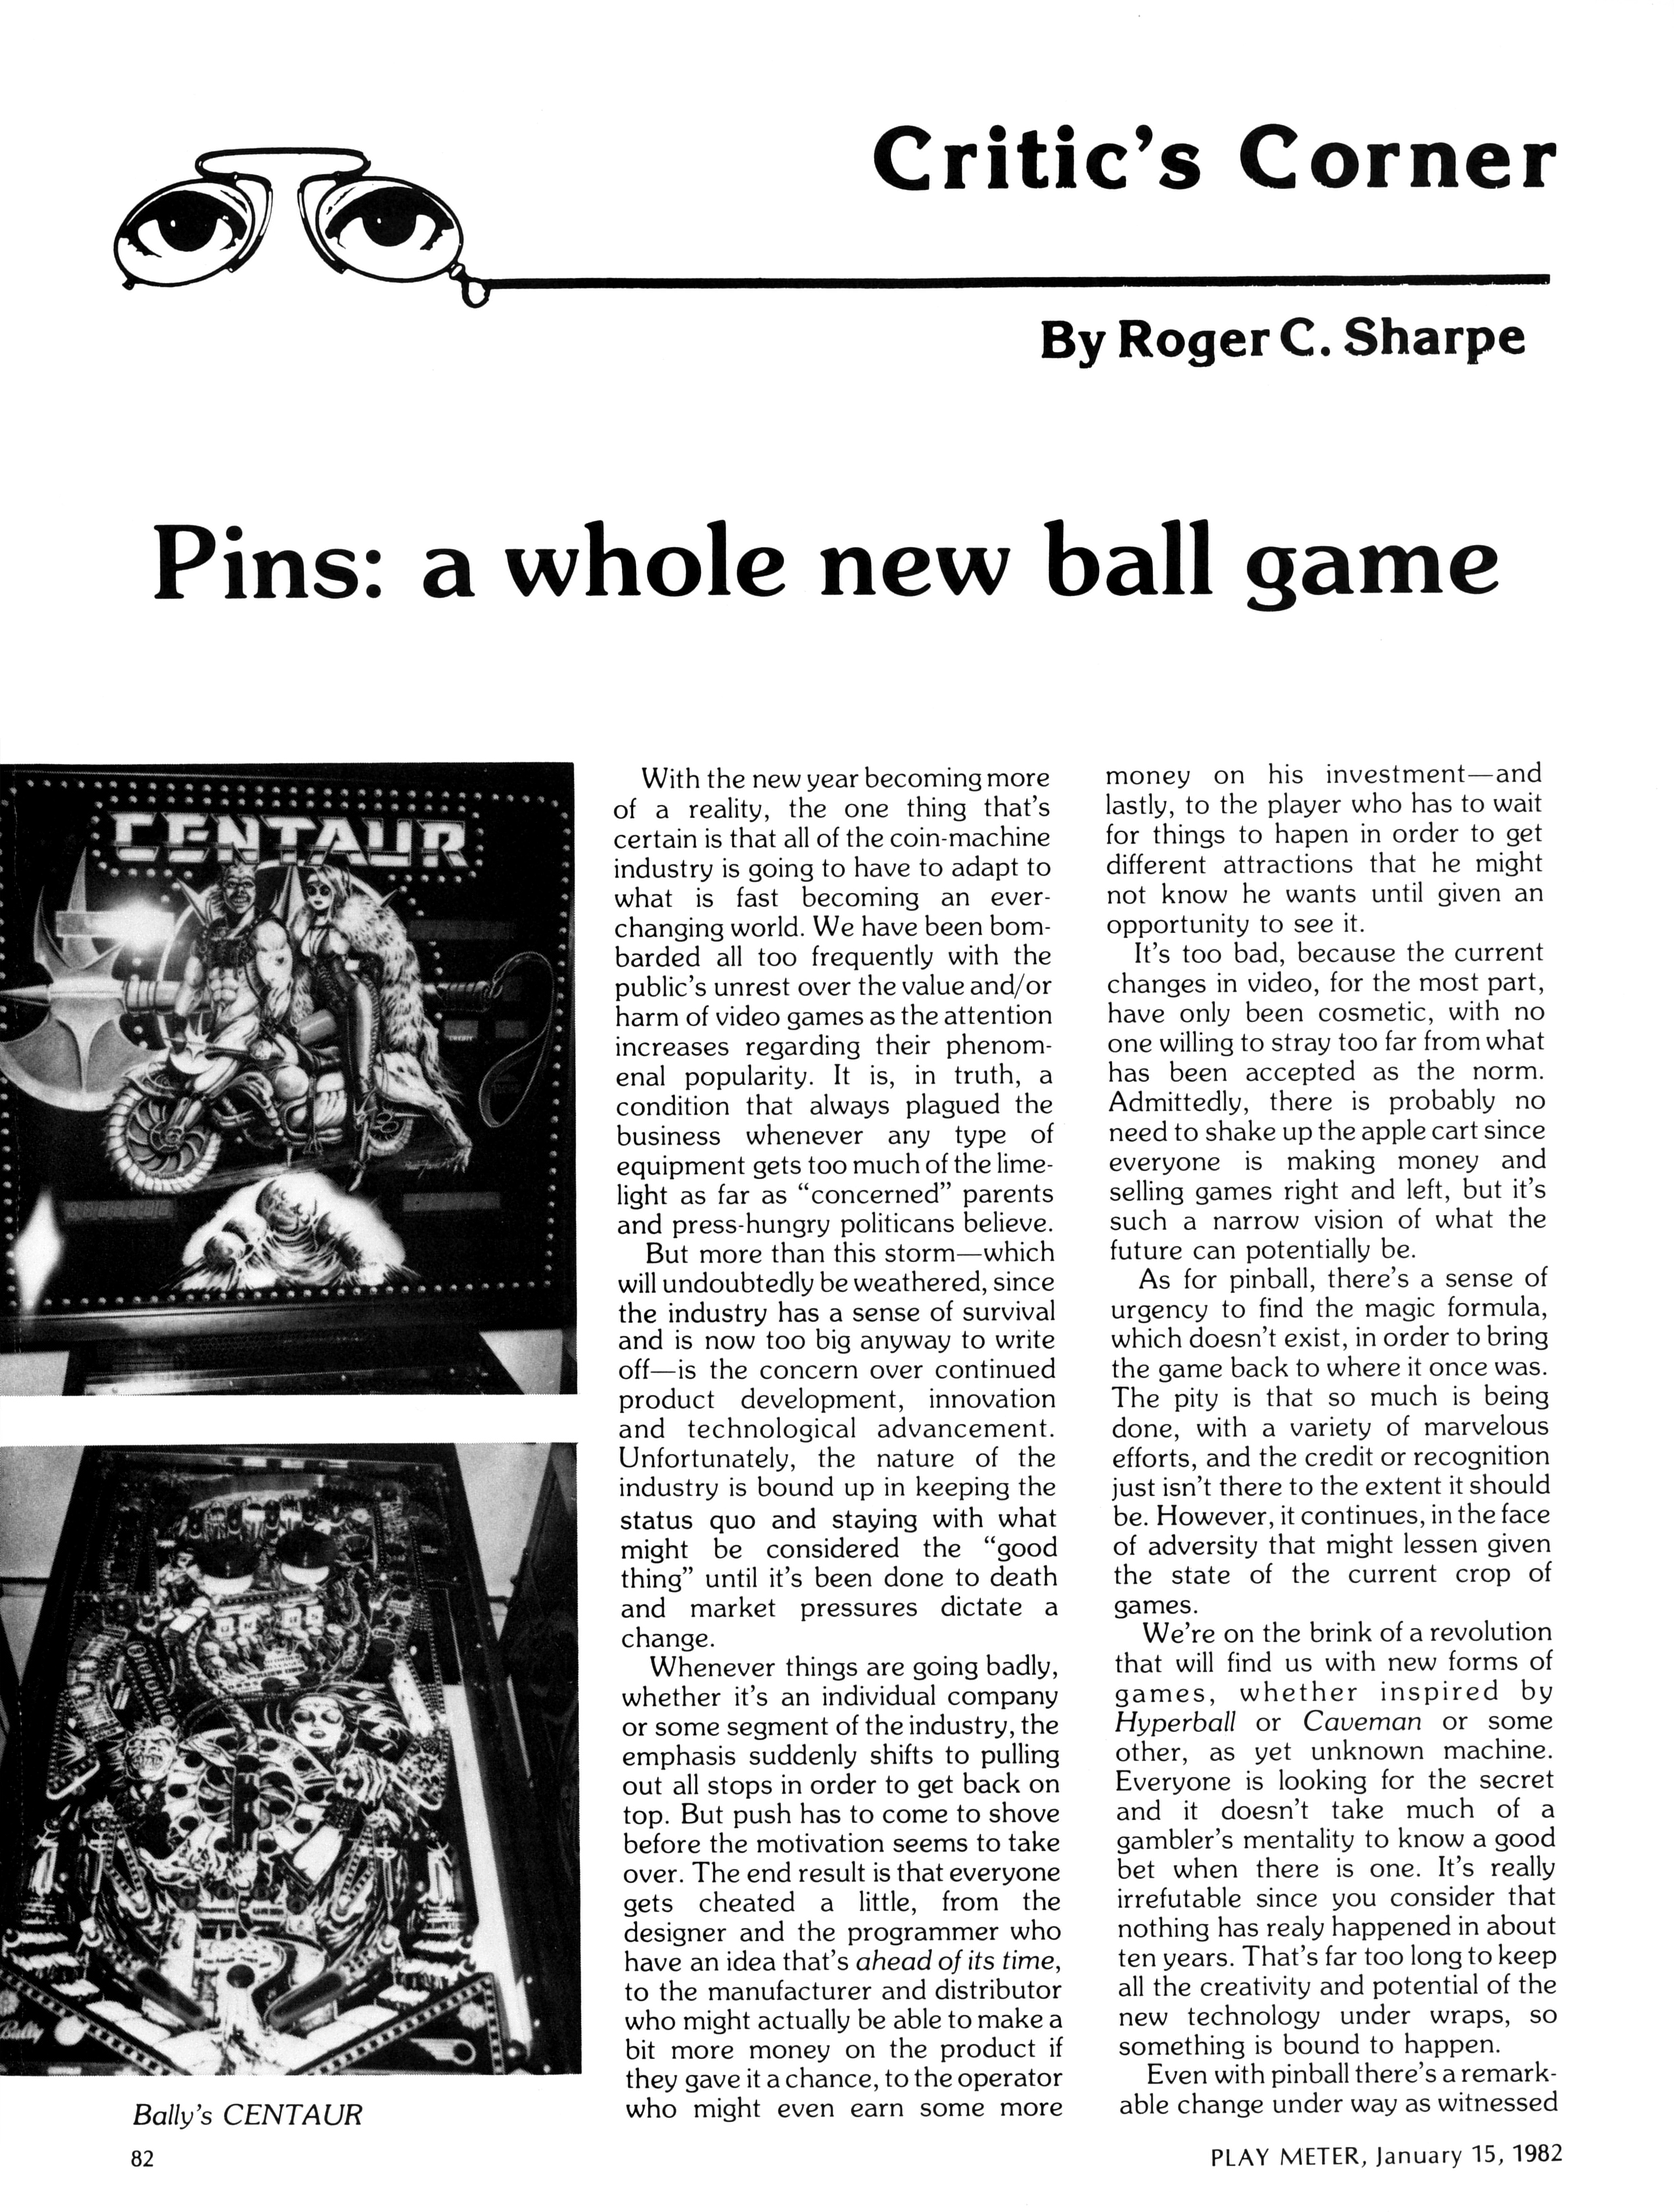 Critic's Corner
By Roger C. Sharpe
Pins: a whole new ball game
CENTAUR
CREDIT
Bally
Bally's CENTAUR
With the new year becoming more
of a reality, the one thing that's
certain is that all of the coin-machine
industry is going to have to adapt to
what is fast becoming an ever-
changing world. We have been bom-
barded all too frequently with the
public's unrest over the value and/or
harm of video games as the attention
increases regarding their phenom-
enal popularity. It is, in truth, a
condition that always plagued the
business whenever any type of
equipment gets too much of the lime-
light as far as “concerned” parents
and press-hungry politicans believe.
But more than this storm—which
will undoubtedly be weathered, since
the industry has a sense of survival
and is now too big anyway to write
off—is the concern over continued
product development, innovation
and technological advancement.
Unfortunately, the nature of the
industry is bound up in keeping the
status quo and staying with what
might be considered the “good
thing” until it's been done to death
and market pressures dictate a
change.
Whenever things are going badly,
whether it's an individual company
or some segment of the industry, the
emphasis suddenly shifts to pulling
out all stops in order to get back on
top. But push has to come to shove
before the motivation seems to take
over. The end result is that everyone
gets cheated a little, from the
designer and the programmer who
have an idea that's ahead of its time,
to the manufacturer and distributor
who might actually be able to make a
bit more money on the product if
they gave it a chance, to the operator
who might even earn some more
money on his investment—and
lastly, to the player who has to wait
for things to hapen in order to get
different attractions that he might
not know he wants until given an
opportunity to see it.
It's too bad, because the current
changes in video, for the most part,
have only been cosmetic, with no
one willing to stray too far from what
has been accepted as the norm.
Admittedly, there is probably no
need to shake up the apple cart since
everyone is making money and
selling games right and left, but it's
such a narrow vision of what the
future can potentially be.
As for pinball, there's a sense of
urgency to find the magic formula,
which doesn't exist, in order to bring
the game back to where it once was.
The pity is that so much is being
done, with a variety of marvelous
efforts, and the credit or recognition
just isn't there to the extent it should
be. However, it continues, in the face
of adversity that might lessen given
the state of the current crop of
games.
We're on the brink of a revolution
that will find us with new forms of
games, whether inspired by
Hyperball or Caveman or some
other, as yet unknown machine.
Everyone is looking for the secret
and it doesn't take much of a
gambler's mentality to know a good
bet when there is one. It's really
irrefutable since you consider that
nothing has realy happened in about
ten years. That's far too long to keep
all the creativity and potential of the
new technology under wraps, so
something is bound to happen.
Even with pinball there's a remark-
able change under way as witnessed
82
PLAY METER, January 15, 1982